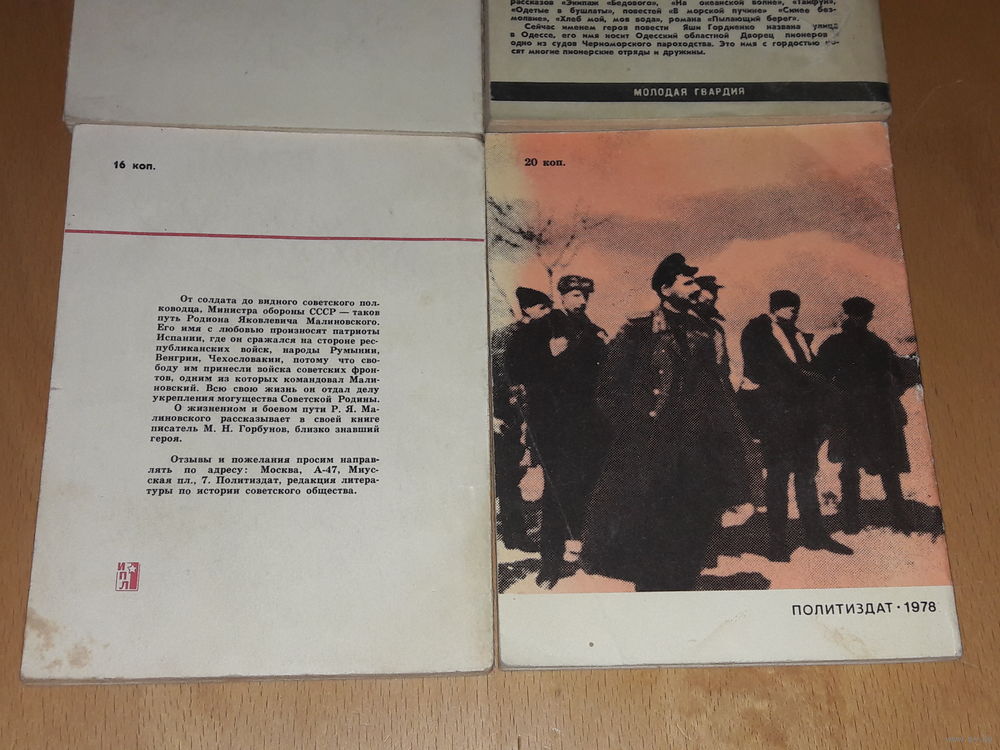 рассказов «Экипаж «Бедового», «На океанской волне», «Тайфун»,
«Одетые в бушлаты», повестей «В морской пучине» «Синее без-
молвие», «Хлеб мой, моя вода», романа «Пылающий берег».
Сейчас именем героя повести Яши Гордиенко названа улица
в Одессе, его имя носит Одесский областной Дворец пионеров
одно из судов Черноморского пароходства. Это имя с гордостью но-
сят многие пионерские отряды и дружины.
МОЛОДАЯ ГВАРДИЯ
16 коп.
От солдата до видного советского пол-
ководца, Министра обороны СССР — таков
путь Родиона Яковлевича Малиновского.
Его имя с любовью произносят патриоты
Испании, где он сражался на стороне рес-
публиканских войск, народы Румынии,
Венгрии, Чехословакии, потому что сво-
боду им принесли войска советских фрон-
тов, одним из которых командовал Мали-
новский. Всю свою жизнь он отдал делу
укрепления могущества Советской Родины.
О жизненном и боевом пути Р. Я. Ма-
линовского рассказывает в своей книге
писатель М. Н. Горбунов, близко знавший
героя.
Отзывы и пожелания просим направ-
лять по адресу: Москва, А-47, Миус-
ская пл., 7. Политиздат, редакция литера-
туры по истории советского общества.
ИПЛ
20 коп.
ПОЛИТИЗДАТ · 1978